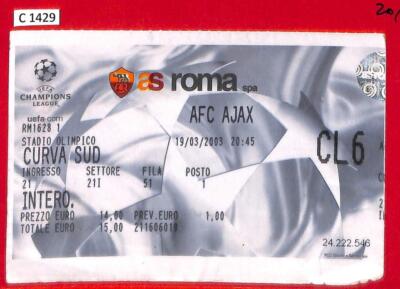 C 1429
20,
UEFA
CHAMPIONS
LEAGUE
as roma spa
uefa.com
RM1628 1
AFC AJAX
STADIO OLIMPICO
19/03/2003 20:45
CURVA SUD
CL6
INGRESSO SETTORE FILA POSTO
21 21I 51 1
INTERO.
PREZZO EURO 14,00 PREV.EURO 1,00
TOTALE EURO 15,00 211606010
24.222.546